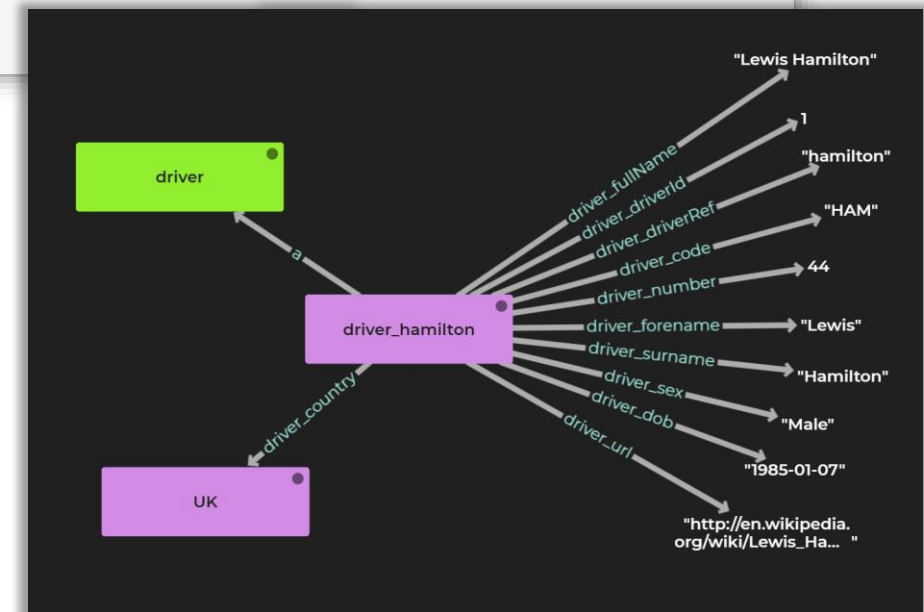 "Lewis Hamilton"
driver_fullName
1
driver_driverId
"hamilton"
driver_driverRef
"HAM"
driver_code
44
driver_number
driver
a
driver_hamilton
driver_forename
"Lewis"
driver_surname
"Hamilton"
driver_sex
"Male"
driver_dob
"1985-01-07"
driver_url
"http://en.wikipedia.
org/wiki/Lewis_Ha... "
driver_country
UK